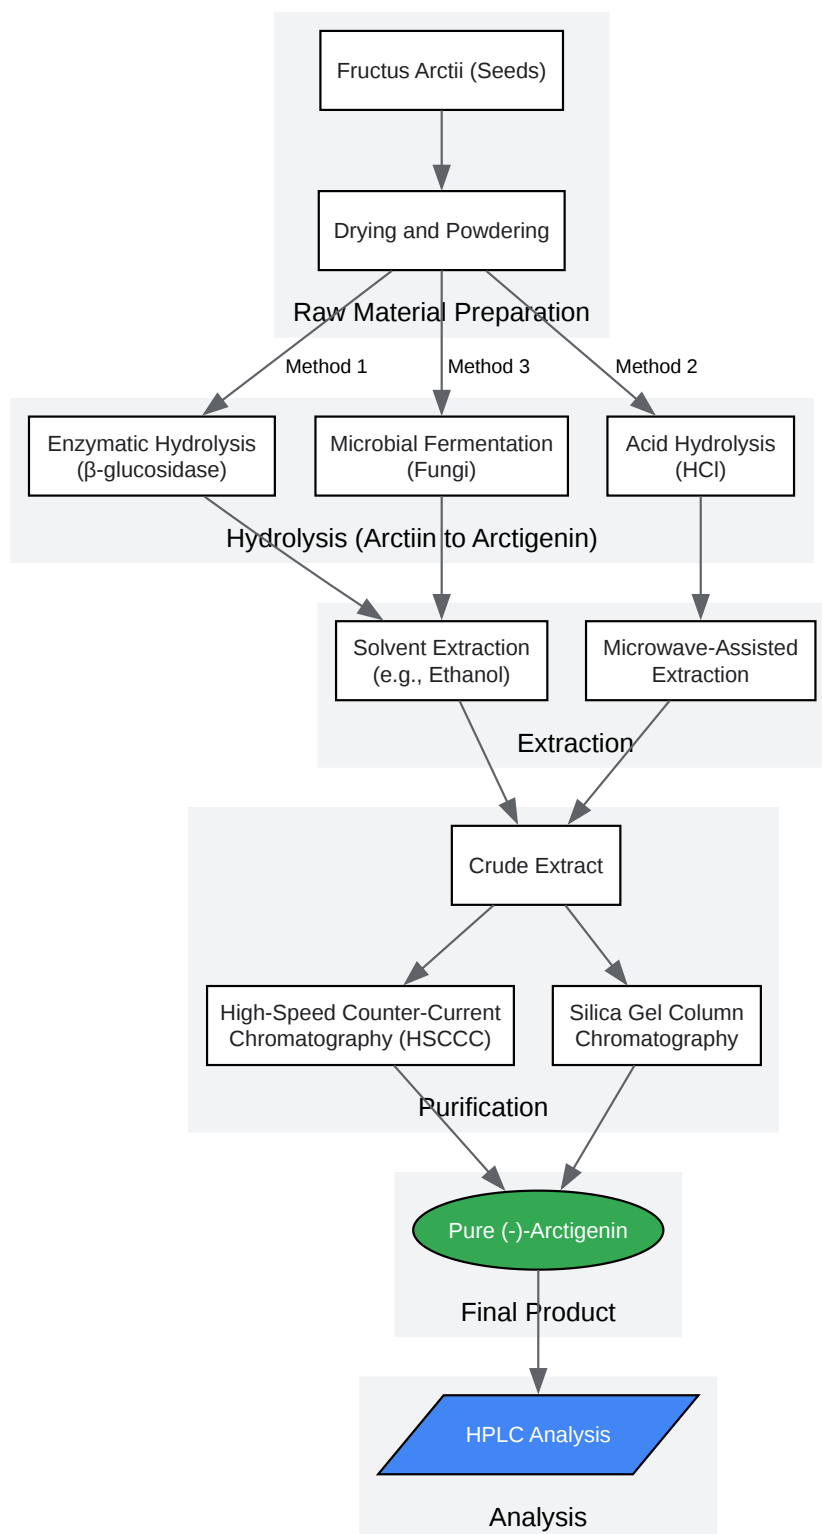 Fructus Arctii (Seeds)
Drying and Powdering
Raw Material Preparation
Method 1
Method 3
Method 2
Enzymatic Hydrolysis
(β-glucosidase)
Microbial Fermentation
(Fungi)
Acid Hydrolysis
(HCl)
Hydrolysis (Arctiin to Arctigenin)
Solvent Extraction
(e.g., Ethanol)
Microwave-Assisted
Extraction
Extraction
Crude Extract
High-Speed Counter-Current
Chromatography (HSCCC)
Silica Gel Column
Chromatography
Purification
Pure (-)-Arctigenin
Final Product
HPLC Analysis
Analysis